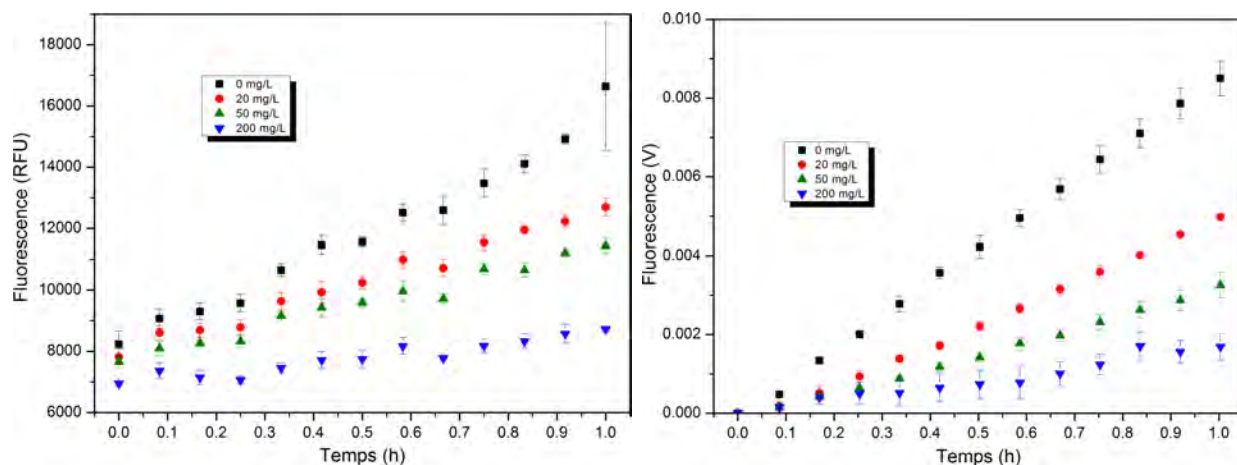 18000
16000
14000
12000
10000
8000
6000
Fluorescence (RFU)
0 mg/L
20 mg/L
50 mg/L
200 mg/L
0.0 0.1 0.2 0.3 0.4 0.5 0.6 0.7 0.8 0.9 1.0
Temps (h)
0.010
0.008
0.006
0.004
0.002
0.000
Fluorescence (V)
0 mg/L
20 mg/L
50 mg/L
200 mg/L
0.0 0.1 0.2 0.3 0.4 0.5 0.6 0.7 0.8 0.9 1.0
Temps (h)